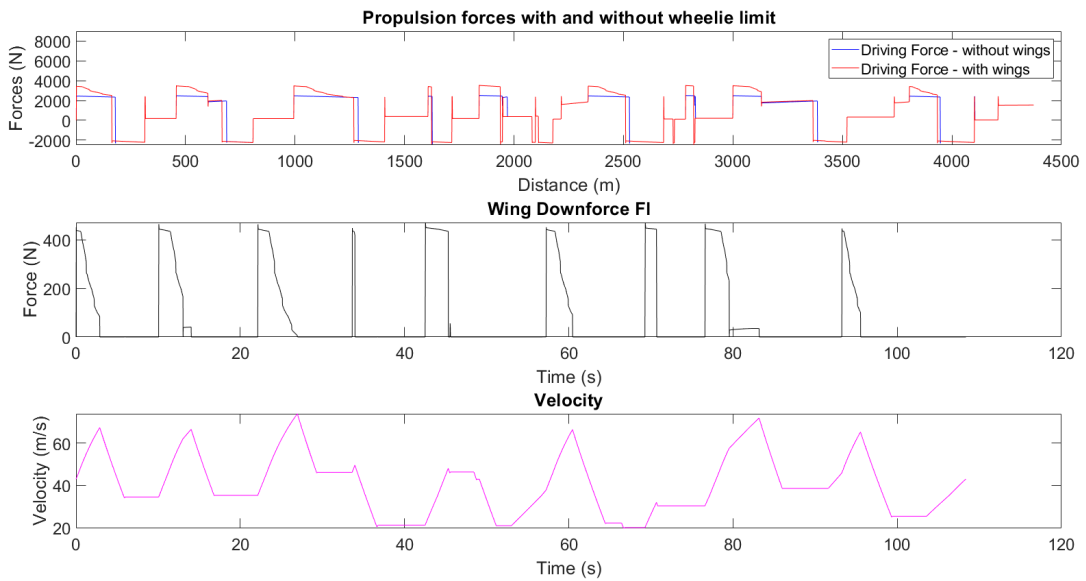 Propulsion forces with and without wheelie limit
Forces (N)
8000
6000
4000
2000
0
-2000
Driving Force - without wings
Driving Force - with wings
0 500 1000 1500 2000 2500 3000 3500 4000 4500
Distance (m)
Wing Downforce Fl
Force (N)
400
200
0
0 20 40 60 80 100 120
Time (s)
Velocity
Velocity (m/s)
60
40
20
0 20 40 60 80 100 120
Time (s)